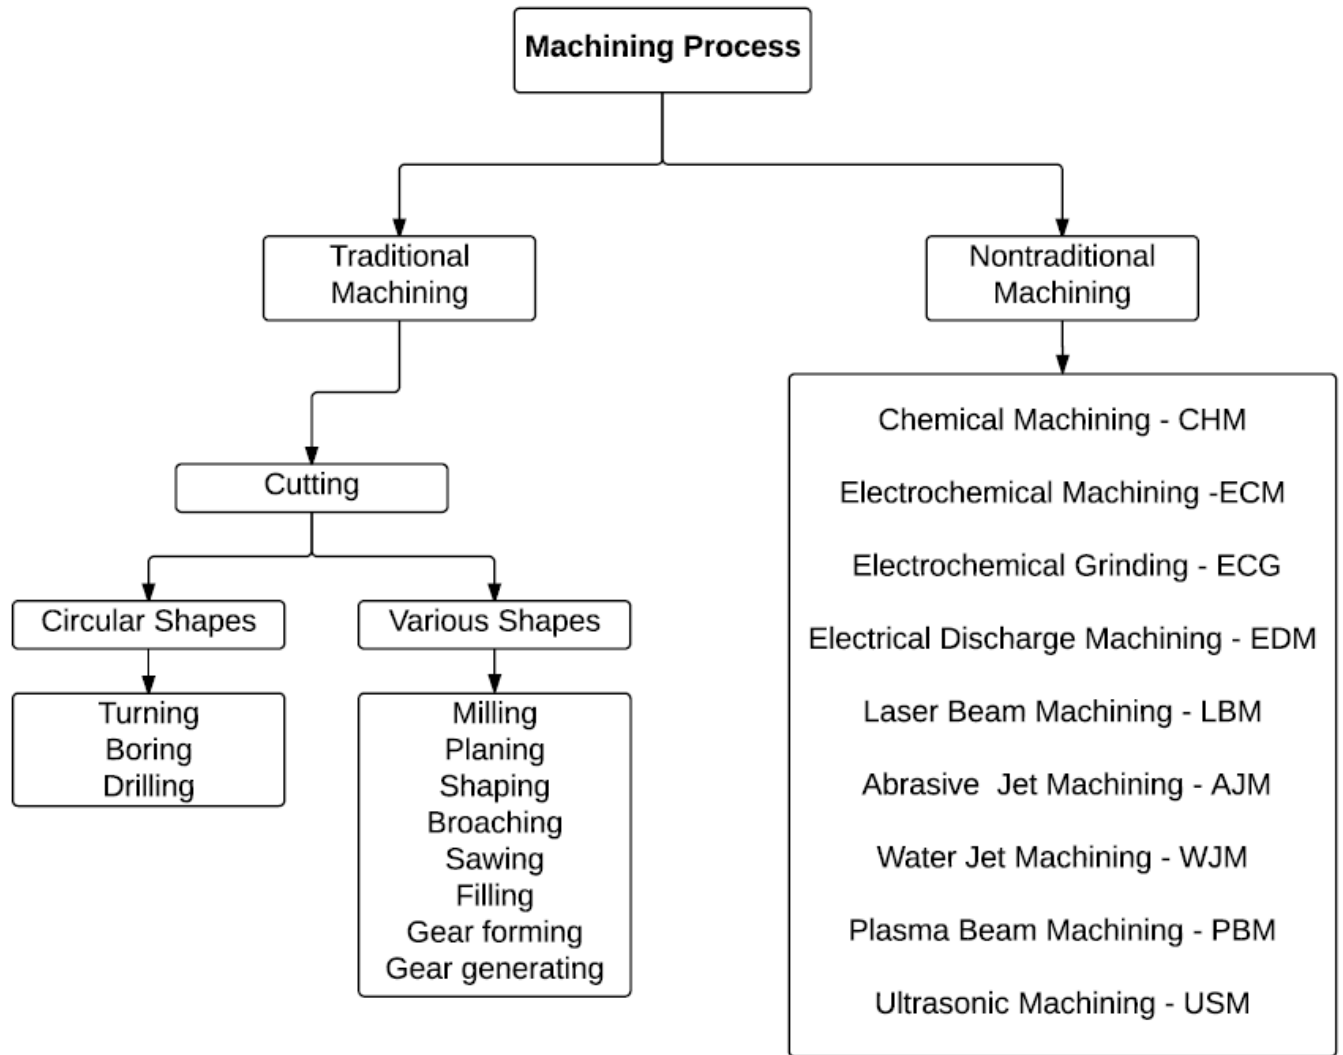 Machining Process
Traditional
Machining
Nontraditional
Machining
Cutting
Circular Shapes
Various Shapes
Turning
Boring
Drilling
Milling
Planing
Shaping
Broaching
Sawing
Filling
Gear forming
Gear generating
Chemical Machining - CHM
Electrochemical Machining -ECM
Electrochemical Grinding - ECG
Electrical Discharge Machining - EDM
Laser Beam Machining - LBM
Abrasive  Jet Machining - AJM
Water Jet Machining - WJM
Plasma Beam Machining - PBM
Ultrasonic Machining - USM